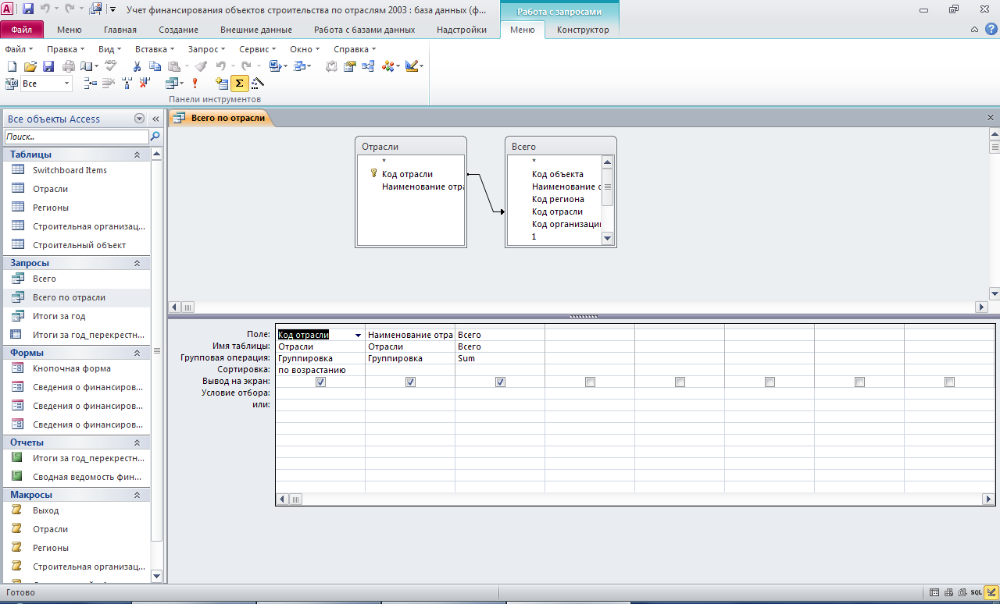 Учет финансирования объектов строительства по отраслям 2003 : база данных (ф...
Работа с запросами
Файл Меню Главная Создание Внешние данные Работа с базами данных Надстройки Меню Конструктор
Файл Правка Вид Вставка Запрос Сервис Окно Справка
Все
Панели инструментов
Все объекты Access
Поиск...
Таблицы
Switchboard Items
Отрасли
Регионы
Строительная организац...
Строительный объект
Запросы
Всего
Всего по отрасли
Итоги за год
Итоги за год_перекрестн...
Формы
Кнопочная форма
Сведения о финансиров...
Сведения о финансиров...
Сведения о финансиров...
Отчеты
Итоги за год_перекрестн...
Сводная ведомость фин...
Макросы
Выход
Отрасли
Регионы
Строительная организац...
Всего по отрасли
Отрасли
*
Код отрасли
Наименование отра
Всего
*
Код объекта
Наименование о
Код региона
Код отрасли
Код организации
1
Поле: Код отрасли Наименование отра Всего
Имя таблицы: Отрасли Отрасли Всего
Групповая операция: Группировка Группировка Sum
Сортировка: по возрастанию
Вывод на экран:
Условие отбора:
или:
Готово
SQL